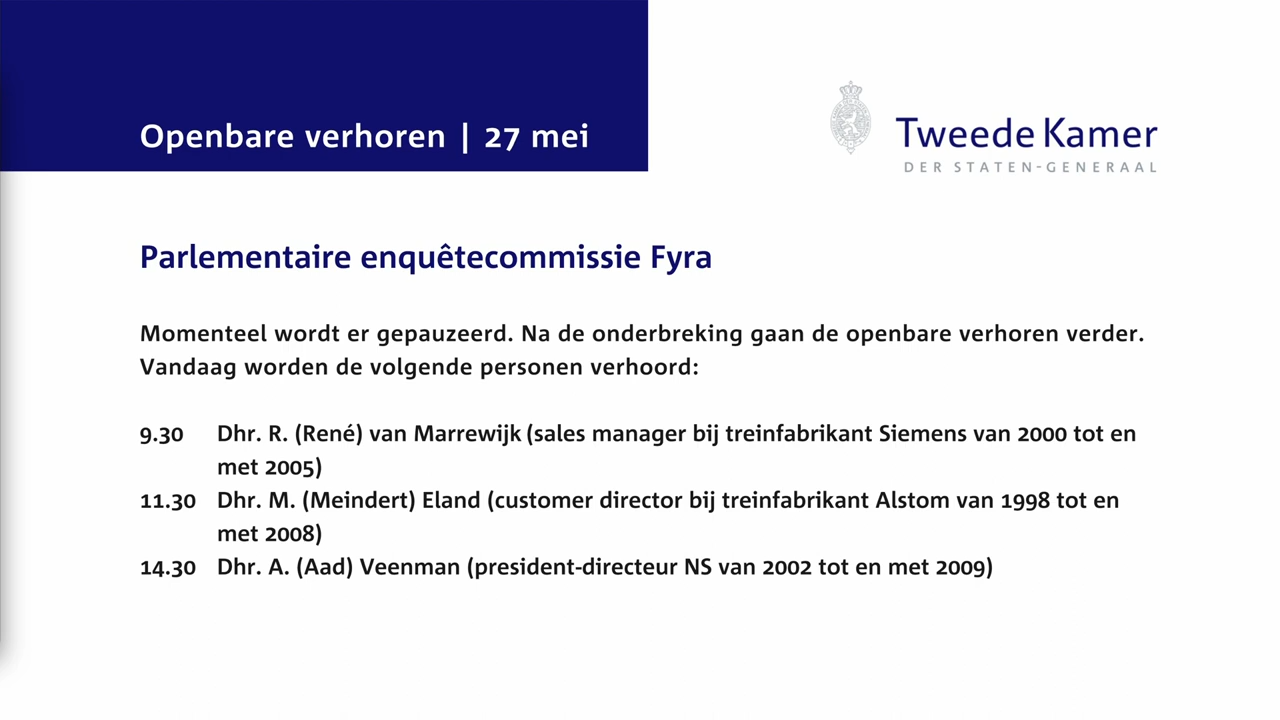 Openbare verhoren | 27 mei
Tweede Kamer
DER STATEN-GENERAAL
Parlementaire enquêtecommissie Fyra
Momenteel wordt er gepauzeerd. Na de onderbreking gaan de openbare verhoren verder.
Vandaag worden de volgende personen verhoord:
9.30 Dhr. R. (René) van Marrewijk (sales manager bij treinfabrikant Siemens van 2000 tot en
met 2005)
11.30 Dhr. M. (Meindert) Eland (customer director bij treinfabrikant Alstom van 1998 tot en
met 2008)
14.30 Dhr. A. (Aad) Veenman (president-directeur NS van 2002 tot en met 2009)